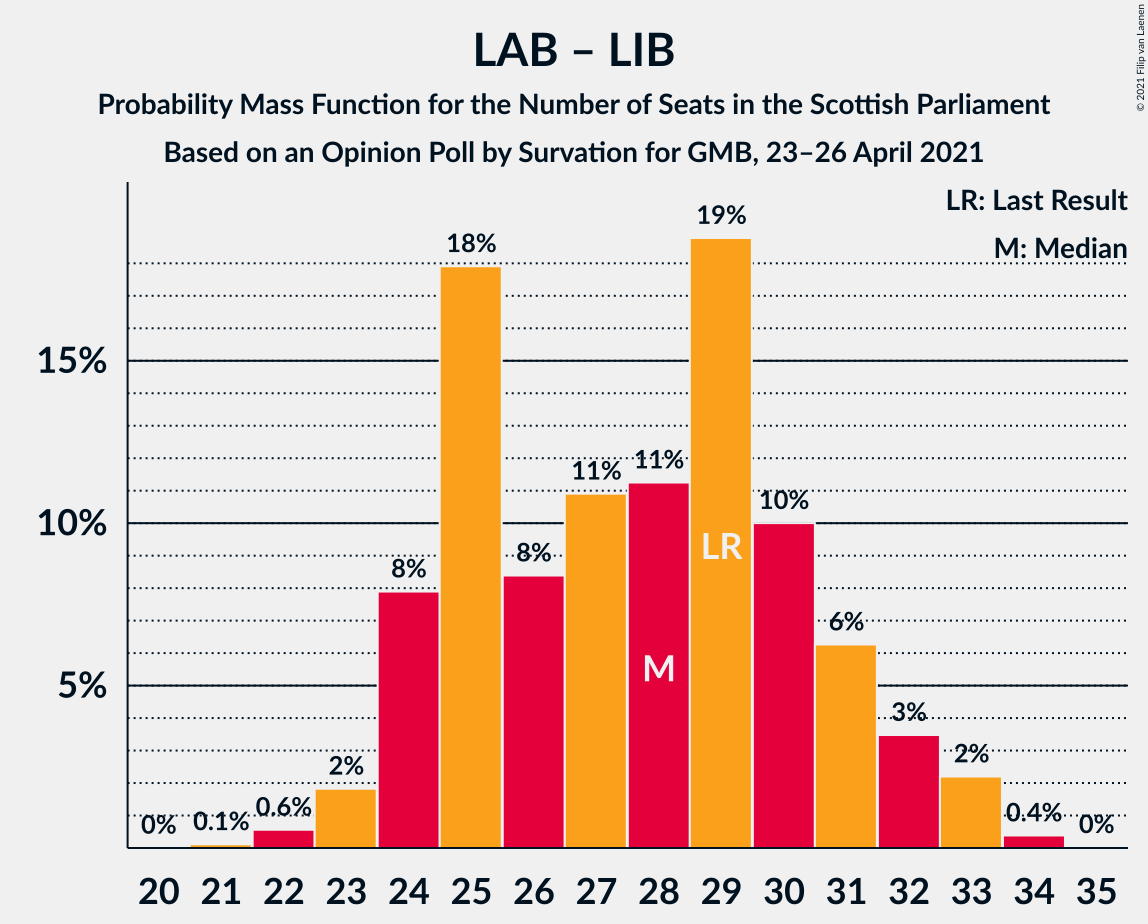 LAB – LIB
Probability Mass Function for the Number of Seats in the Scottish Parliament
Based on an Opinion Poll by Survation for GMB, 23–26 April 2021
© 2021 Filip van Laenen
LR: Last Result
M: Median
15%
10%
5%
0%
0.1%
0.6%
2%
8%
18%
8%
11%
11%
19%
10%
6%
3%
2%
0.4%
0%
LR
M
20 21 22 23 24 25 26 27 28 29 30 31 32 33 34 35